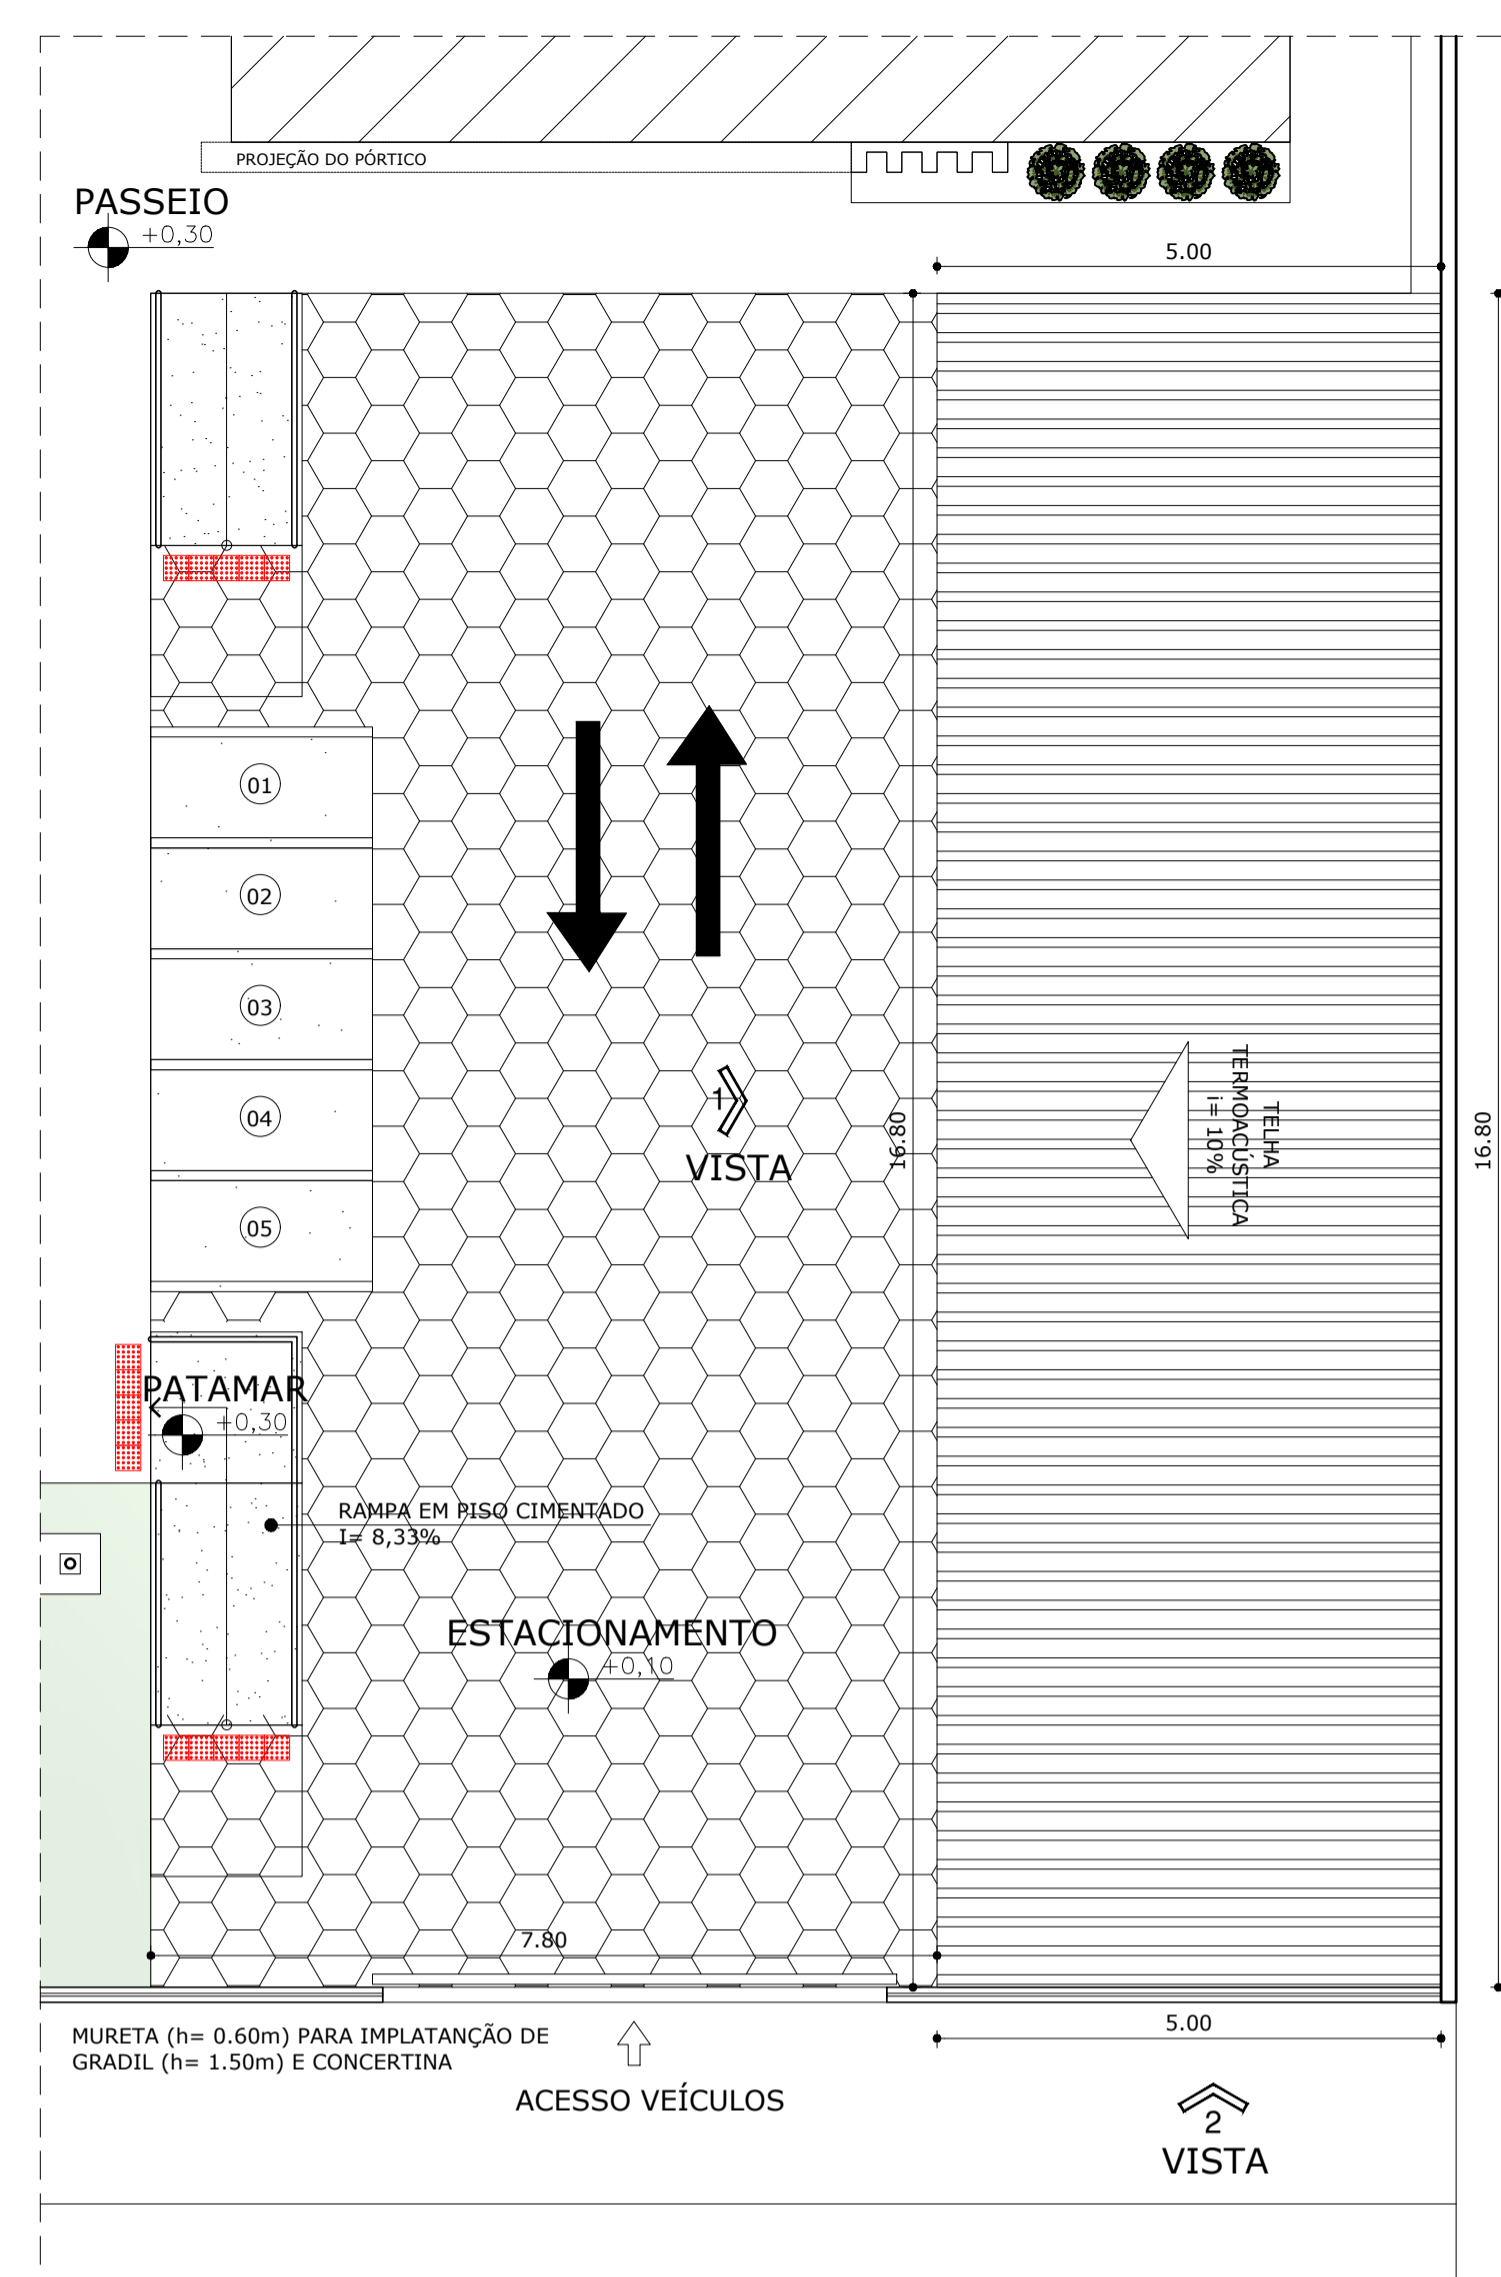 PROJEÇÃO DO PÓRTICO
PASSEIO
+0,30
5.00
01
02
03
04
05
1
VISTA
16.80
TELHA
TERMOACÚSTICA
i= 10%
16.80
PATAMAR
+0,30
RAMPA EM PISO CIMENTADO
I= 8,33%
ESTACIONAMENTO
+0,10
7.80
MURETA (h= 0.60m) PARA IMPLATANÇÃO DE
GRADIL (h= 1.50m) E CONCERTINA
ACESSO VEÍCULOS
5.00
2
VISTA